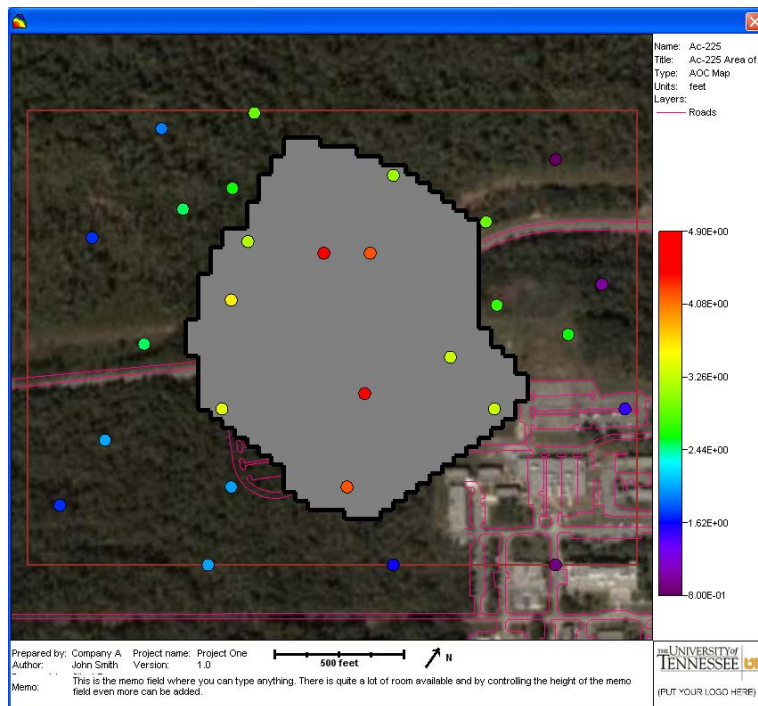 Name: Ac-225
Title: Ac-225 Area of
Type: AOC Map
Units: feet
Layers:
Roads
4.90E+00
4.08E+00
3.26E+00
2.44E+00
1.62E+00
8.00E-01
Prepared by: Company A Project name: Project One
Author: John Smith Version: 1.0
500 feet
N
Memo: This is the memo field where you can type anything. There is quite a lot of room available and by controlling the height of the memo
field even more can be added.
THE UNIVERSITY of
TENNESSEE
(PUT YOUR LOGO HERE)